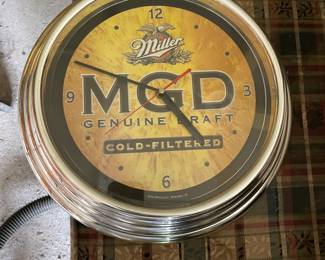 12
Miller
9
MGD
3
GENUINE DRAFT
COLD-FILTERED
6